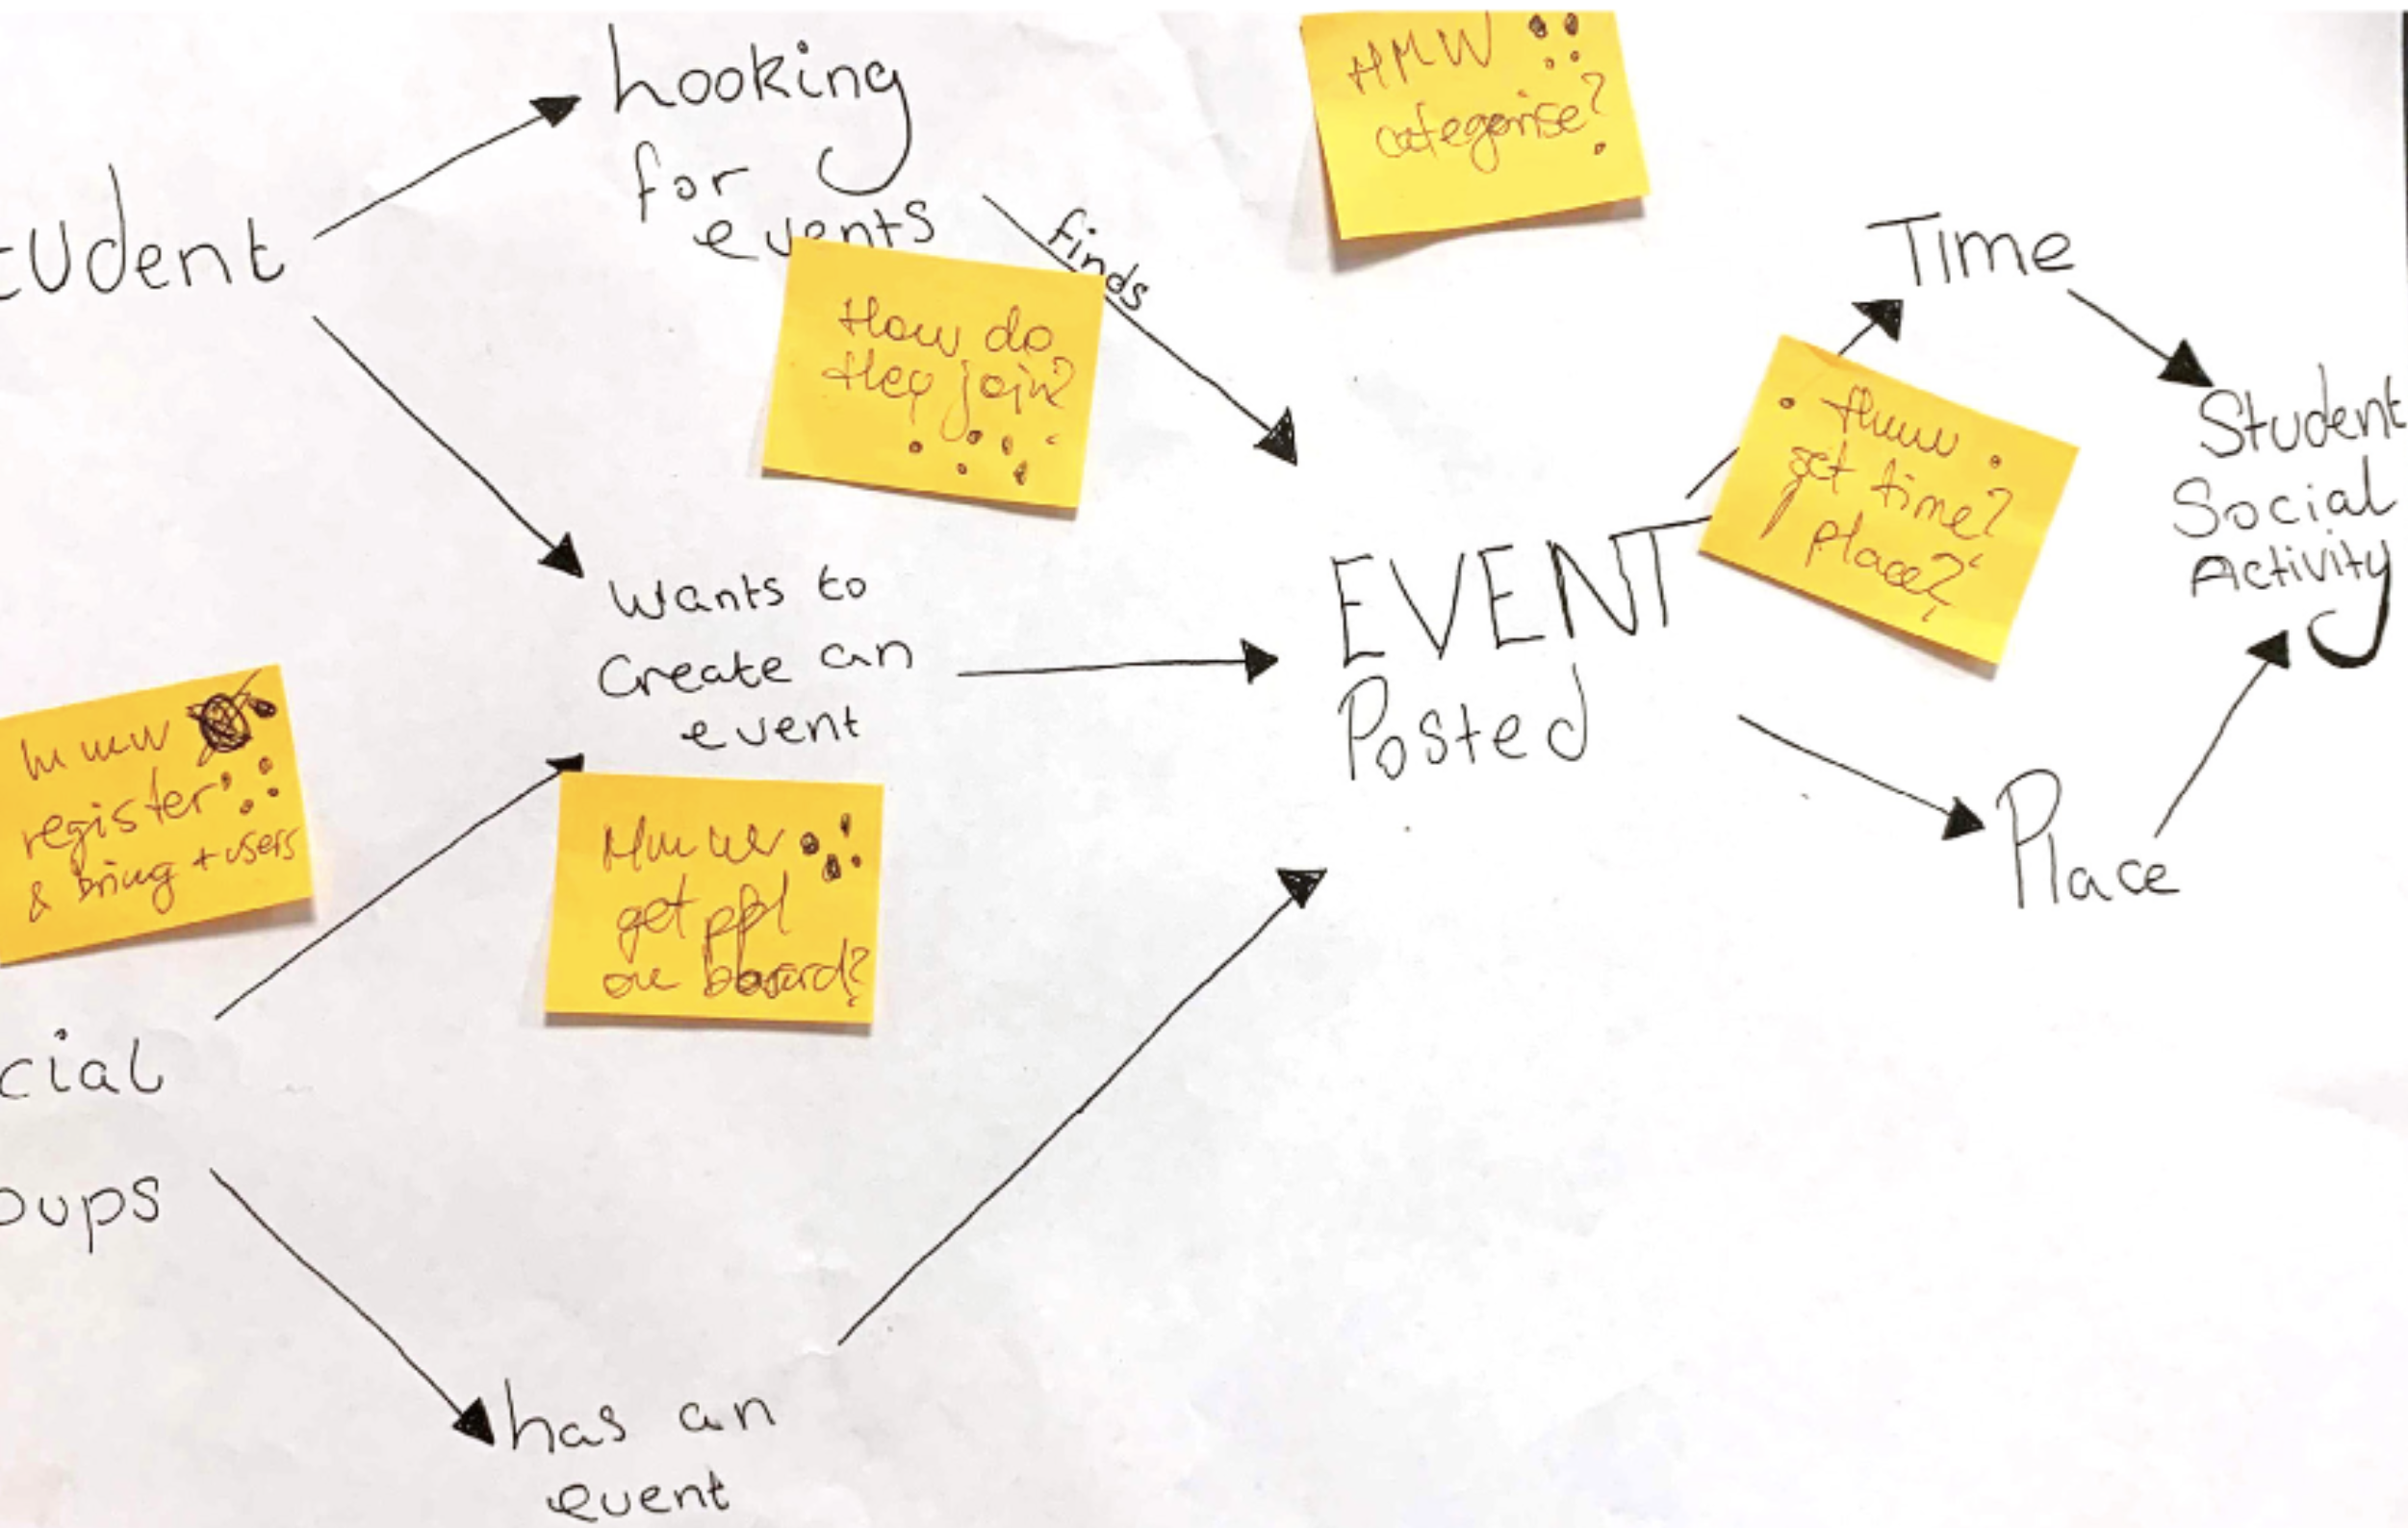 tudent
Looking
for
events
finds
HMW
categorise?
How do
they join?
Time
HMW
get time?
/ place?
Student
Social
Activity
Wants to
Create an
event
EVENT
Posted
Place
HMW
register
& bring + users
HMW
get ppl
on board?
cial
oups
has an
event